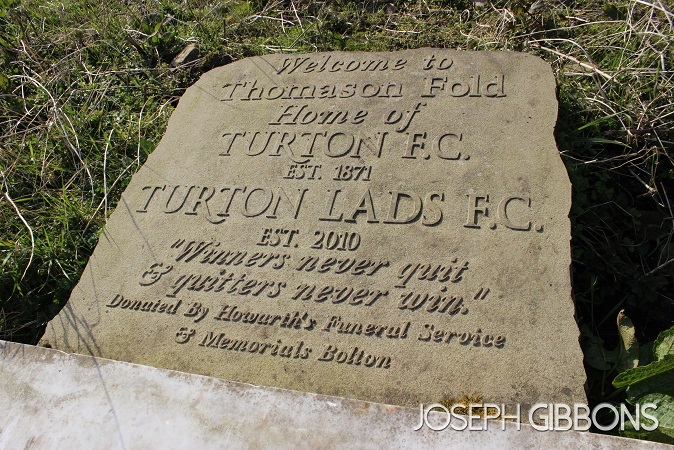 Welcome to
Thomason Fold
Home of
TURTON F.C.
EST. 1871
TURTON LADS F.C.
EST. 2010
"Winners never quit
& quitters never win."
Donated By Howarth's Funeral Service
& Memorials Bolton
JOSEPH GIBBONS